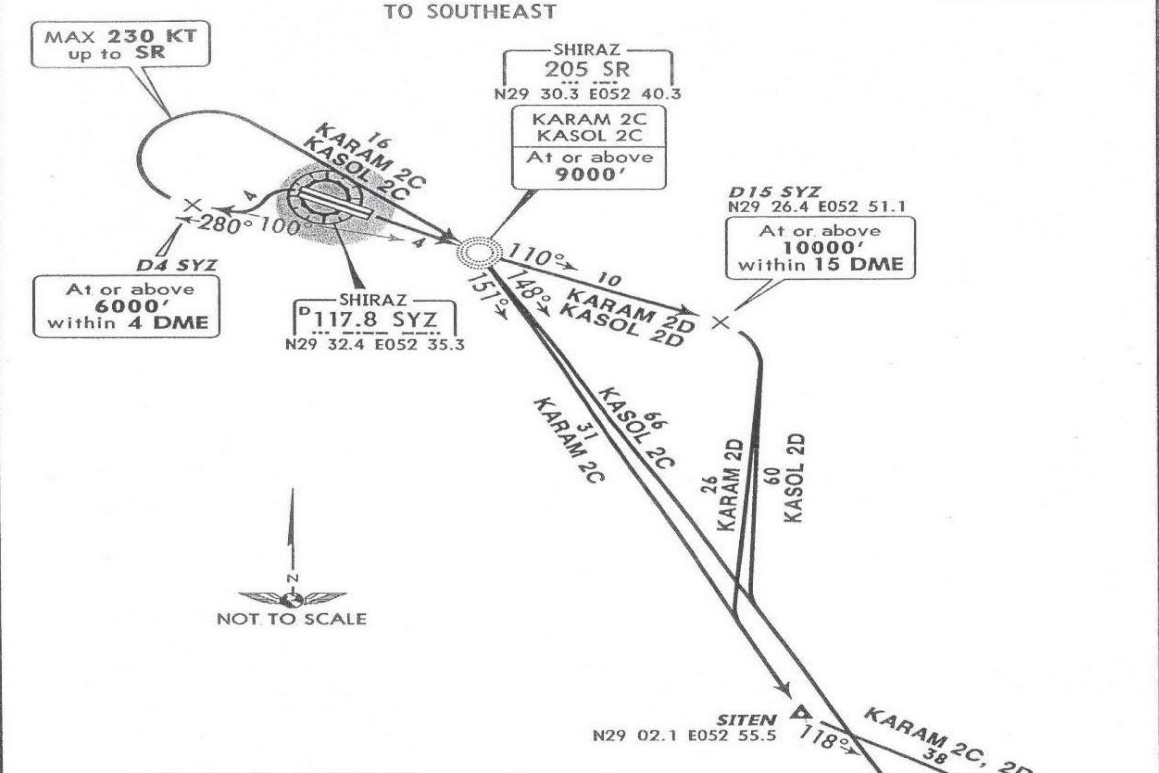 TO SOUTHEAST
MAX 230 KT
up to SR
SHIRAZ
205 SR
N29 30.3 E052 40.3
KARAM 2C
KASOL 2C
At or above
9000'
16
KARAM 2C
KASOL 2C
D15 SYZ
N29 26.4 E052 51.1
At or above
10000'
within 15 DME
4
280° 100°
4
D4 SYZ
At or above
6000'
within 4 DME
SHIRAZ
D 117.8 SYZ
N29 32.4 E052 35.3
110°
10
KARAM 2D
KASOL 2D
148°
151°
66
KASOL 2C
31
KARAM 2C
26
KARAM 2D
60
KASOL 2D
N
NOT TO SCALE
SITEN
N29 02.1 E052 55.5
118°
KARAM 2C, 2D
38